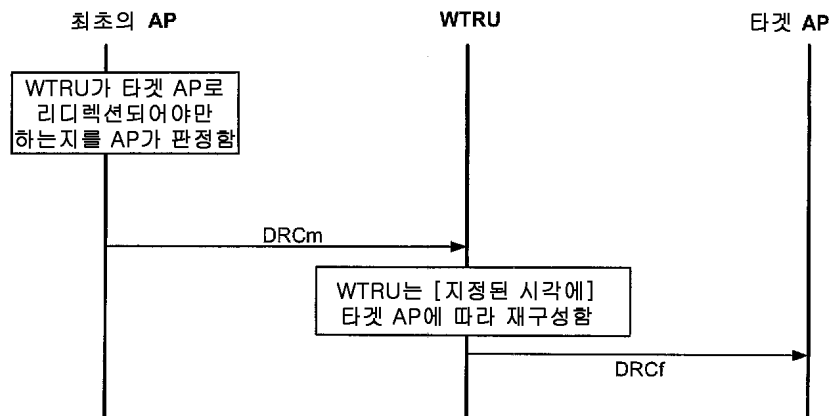 최초의 AP
WTRU
타겟 AP
WTRU가 타겟 AP로
리디렉션되어야만
하는지를 AP가 판정함
DRCm
WTRU는 [지정된 시각에]
타겟 AP에 따라 재구성함
DRCf